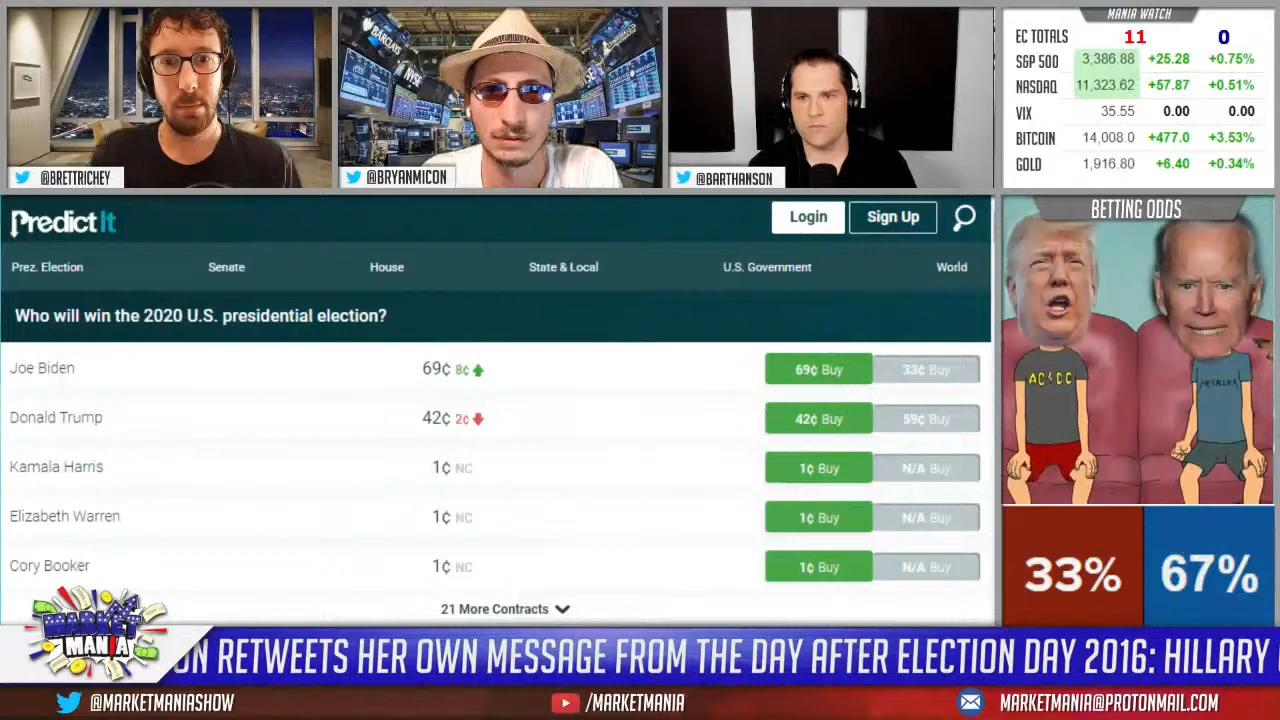 BARCLAYS
NYSE
NYSE
@BRETTRICHEY
@BRYANMICON
@BARTHANSON
MANIA WATCH
EC TOTALS 11 0
S&P 500 3,386.88 +25.28 +0.75%
NASDAQ 11,323.62 +57.87 +0.51%
VIX 35.55 0.00 0.00
BITCOIN 14,008.0 +477.0 +3.53%
GOLD 1,916.80 +6.40 +0.34%
PredictIt
Login Sign Up
Prez. Election Senate House State & Local U.S. Government World
Who will win the 2020 U.S. presidential election?
Joe Biden 69¢ 8¢ 69¢ Buy 33¢ Buy
Donald Trump 42¢ 2¢ 42¢ Buy 59¢ Buy
Kamala Harris 1¢ NC 1¢ Buy N/A Buy
Elizabeth Warren 1¢ NC 1¢ Buy N/A Buy
Cory Booker 1¢ NC 1¢ Buy N/A Buy
21 More Contracts
BETTING ODDS
AC DC
METALLICA
33% 67%
MARKET
MANIA
ON RETWEETS HER OWN MESSAGE FROM THE DAY AFTER ELECTION DAY 2016: HILLARY
@MARKETMANIASHOW /MARKETMANIA MARKETMANIA@PROTONMAIL.COM